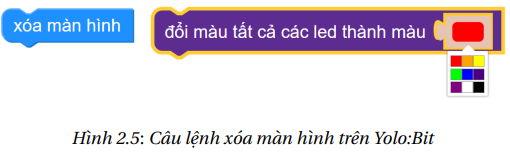 xóa màn hình
đổi màu tất cả các led thành màu
Hình 2.5: Câu lệnh xóa màn hình trên Yolo:Bit